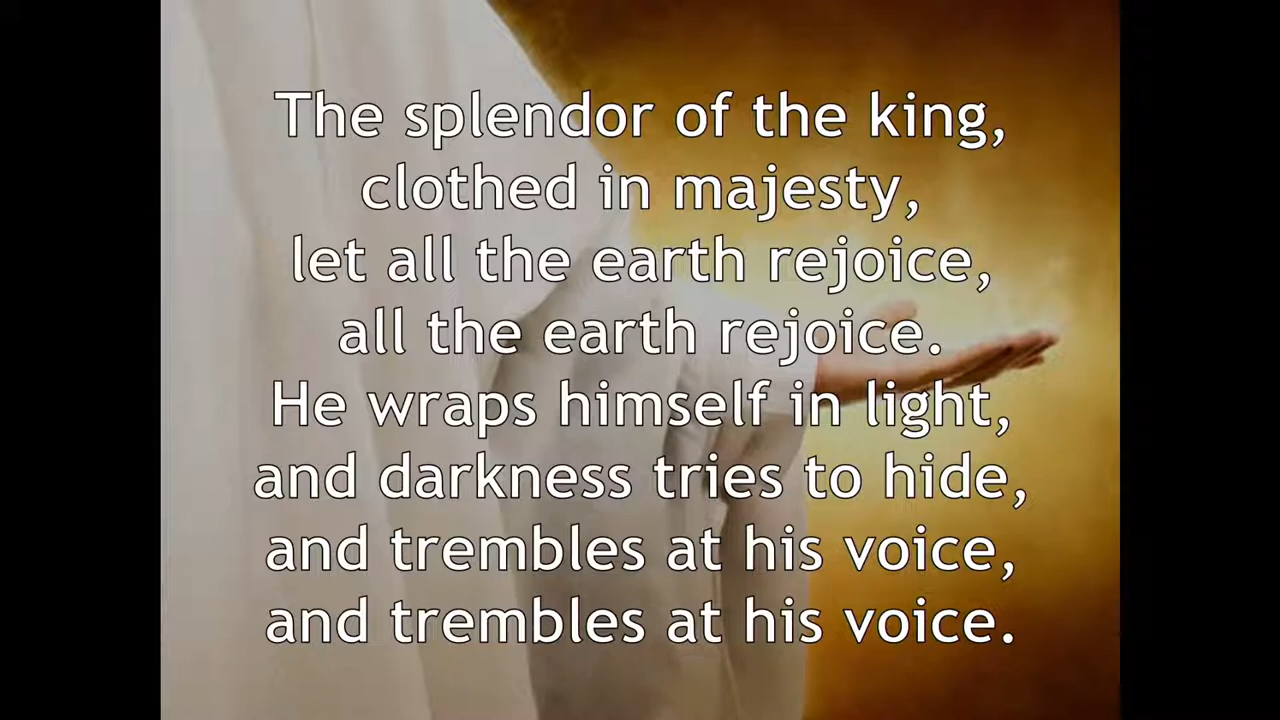 The splendor of the king,
clothed in majesty,
let all the earth rejoice,
all the earth rejoice.
He wraps himself in light,
and darkness tries to hide,
and trembles at his voice,
and trembles at his voice.